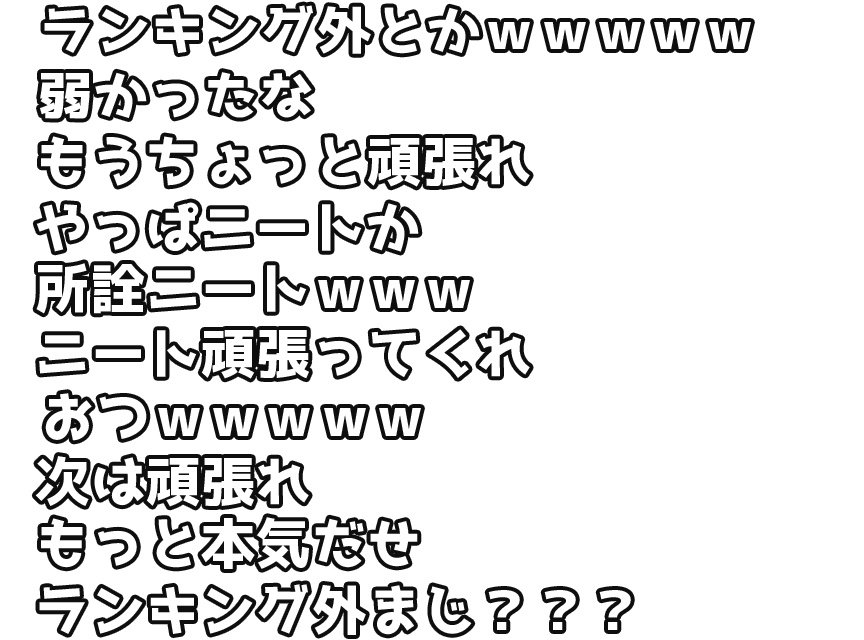 ランキング外とかｗｗｗｗｗ
弱かったな
もうちょっと頑張れ
やっぱニートか
所詮ニートｗｗｗ
ニート頑張ってくれ
おつｗｗｗｗｗ
次は頑張れ
もっと本気だせ
ランキング外まじ？？？